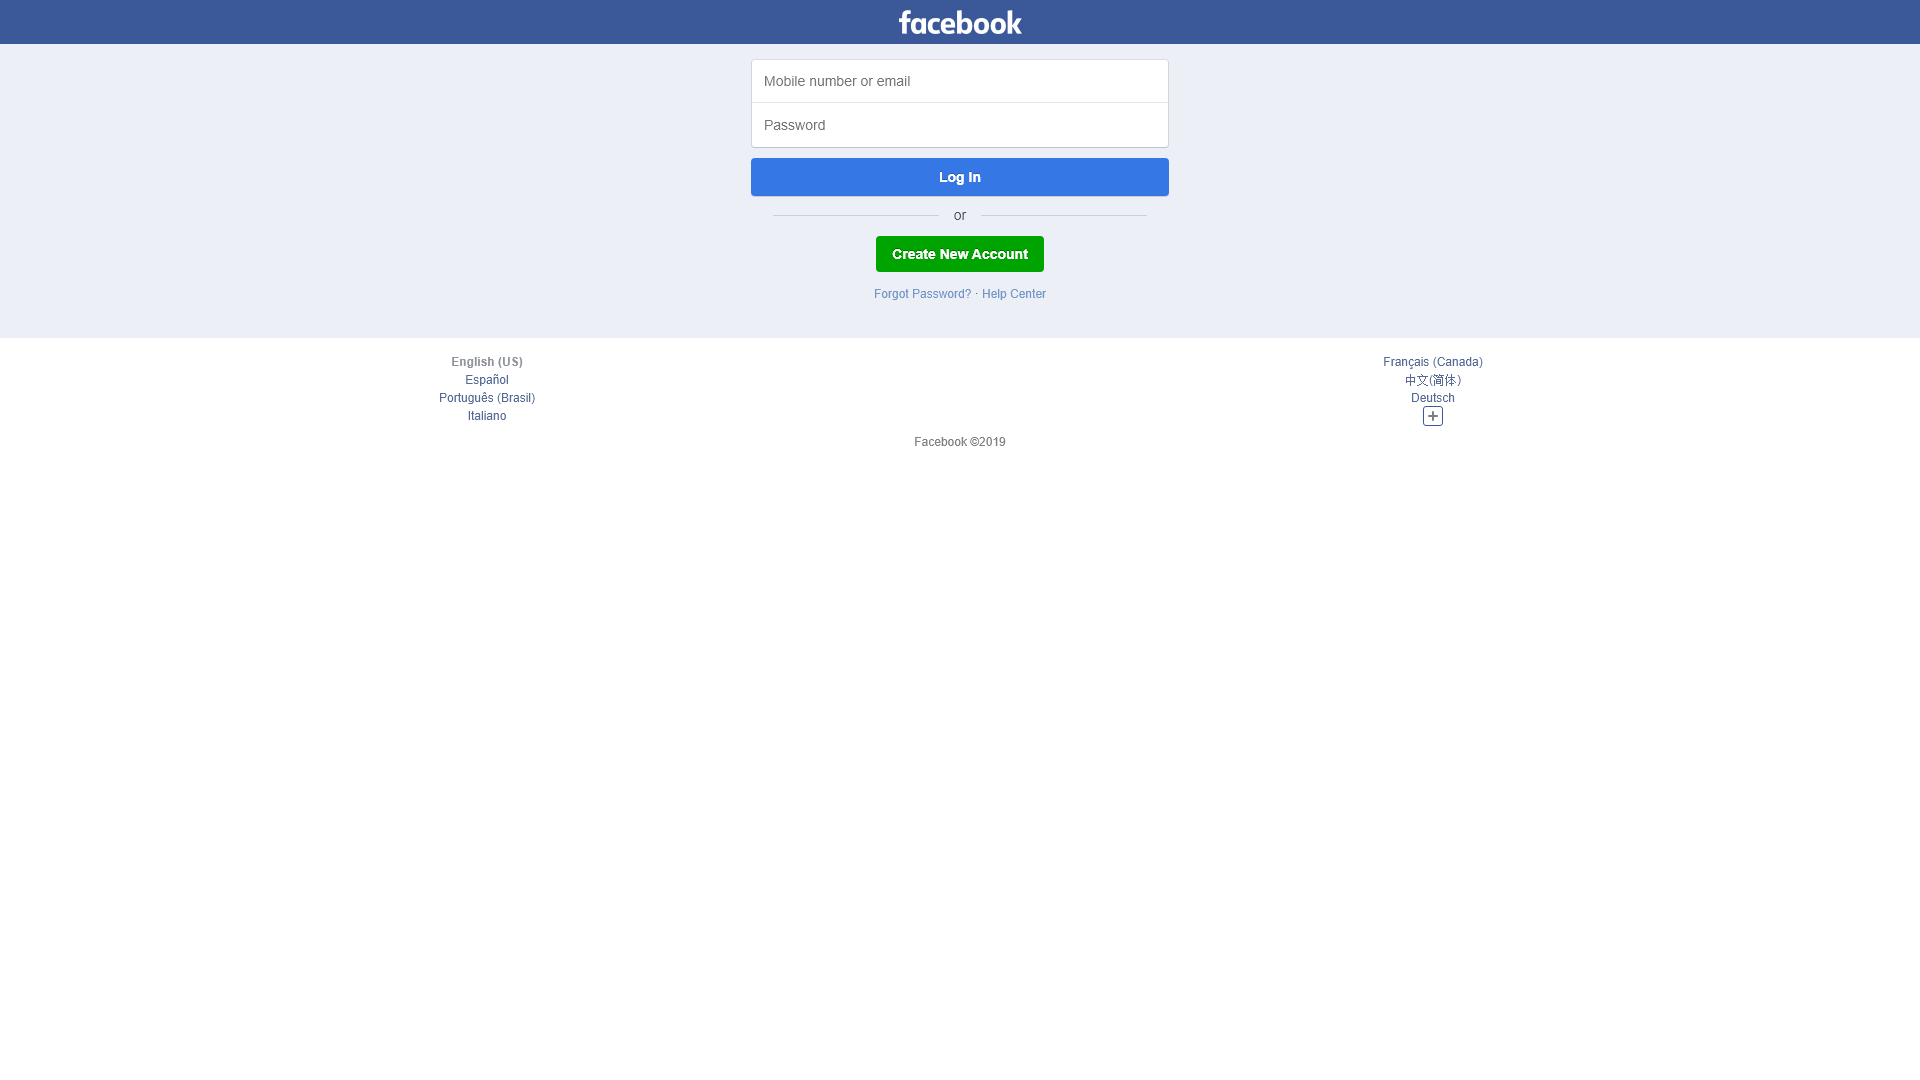 facebook
Mobile number or email
Password
Log In
or
Create New Account
Forgot Password? · Help Center
English (US)
Español
Português (Brasil)
Italiano
Français (Canada)
中文(简体)
Deutsch
Facebook ©2019